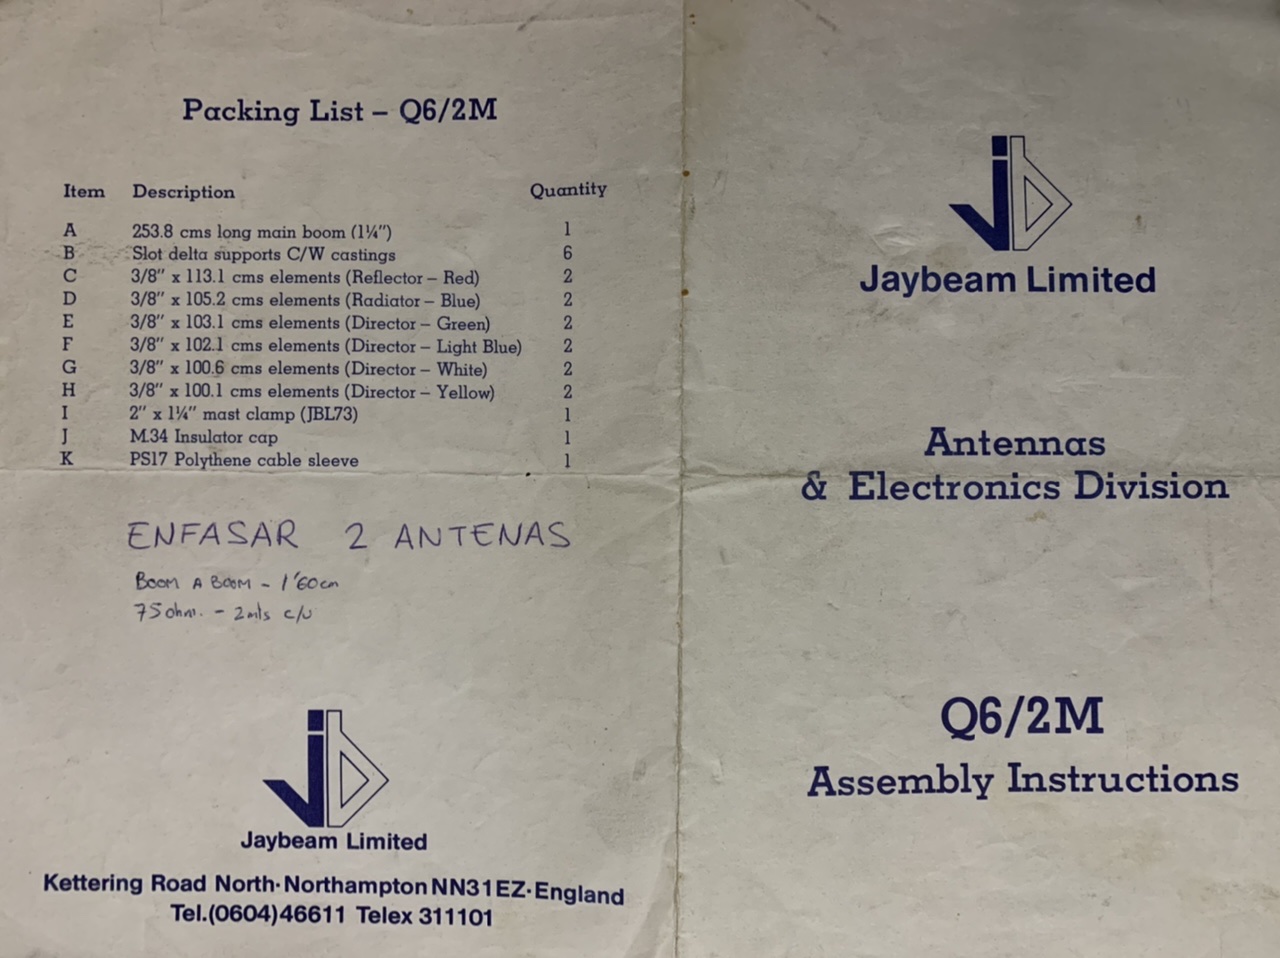 Packing List – Q6/2M
Item Description Quantity
A 253.8 cms long main boom (1¼") 1
B Slot delta supports C/W castings 6
C 3/8" x 113.1 cms elements (Reflector – Red) 2
D 3/8" x 105.2 cms elements (Radiator – Blue) 2
E 3/8" x 103.1 cms elements (Director – Green) 2
F 3/8" x 102.1 cms elements (Director – Light Blue) 2
G 3/8" x 100.6 cms elements (Director – White) 2
H 3/8" x 100.1 cms elements (Director – Yellow) 2
I 2" x 1¼" mast clamp (JBL73) 1
J M.34 Insulator cap 1
K PS17 Polythene cable sleeve 1
ENFASAR 2 ANTENAS
BOOM A BOOM - 1'60cm
75 ohm. - 2 mts c/u
Jaybeam Limited
Kettering Road North·Northampton NN3 1EZ·England
Tel.(0604)46611 Telex 311101
Jaybeam Limited
Antennas
& Electronics Division
Q6/2M
Assembly Instructions